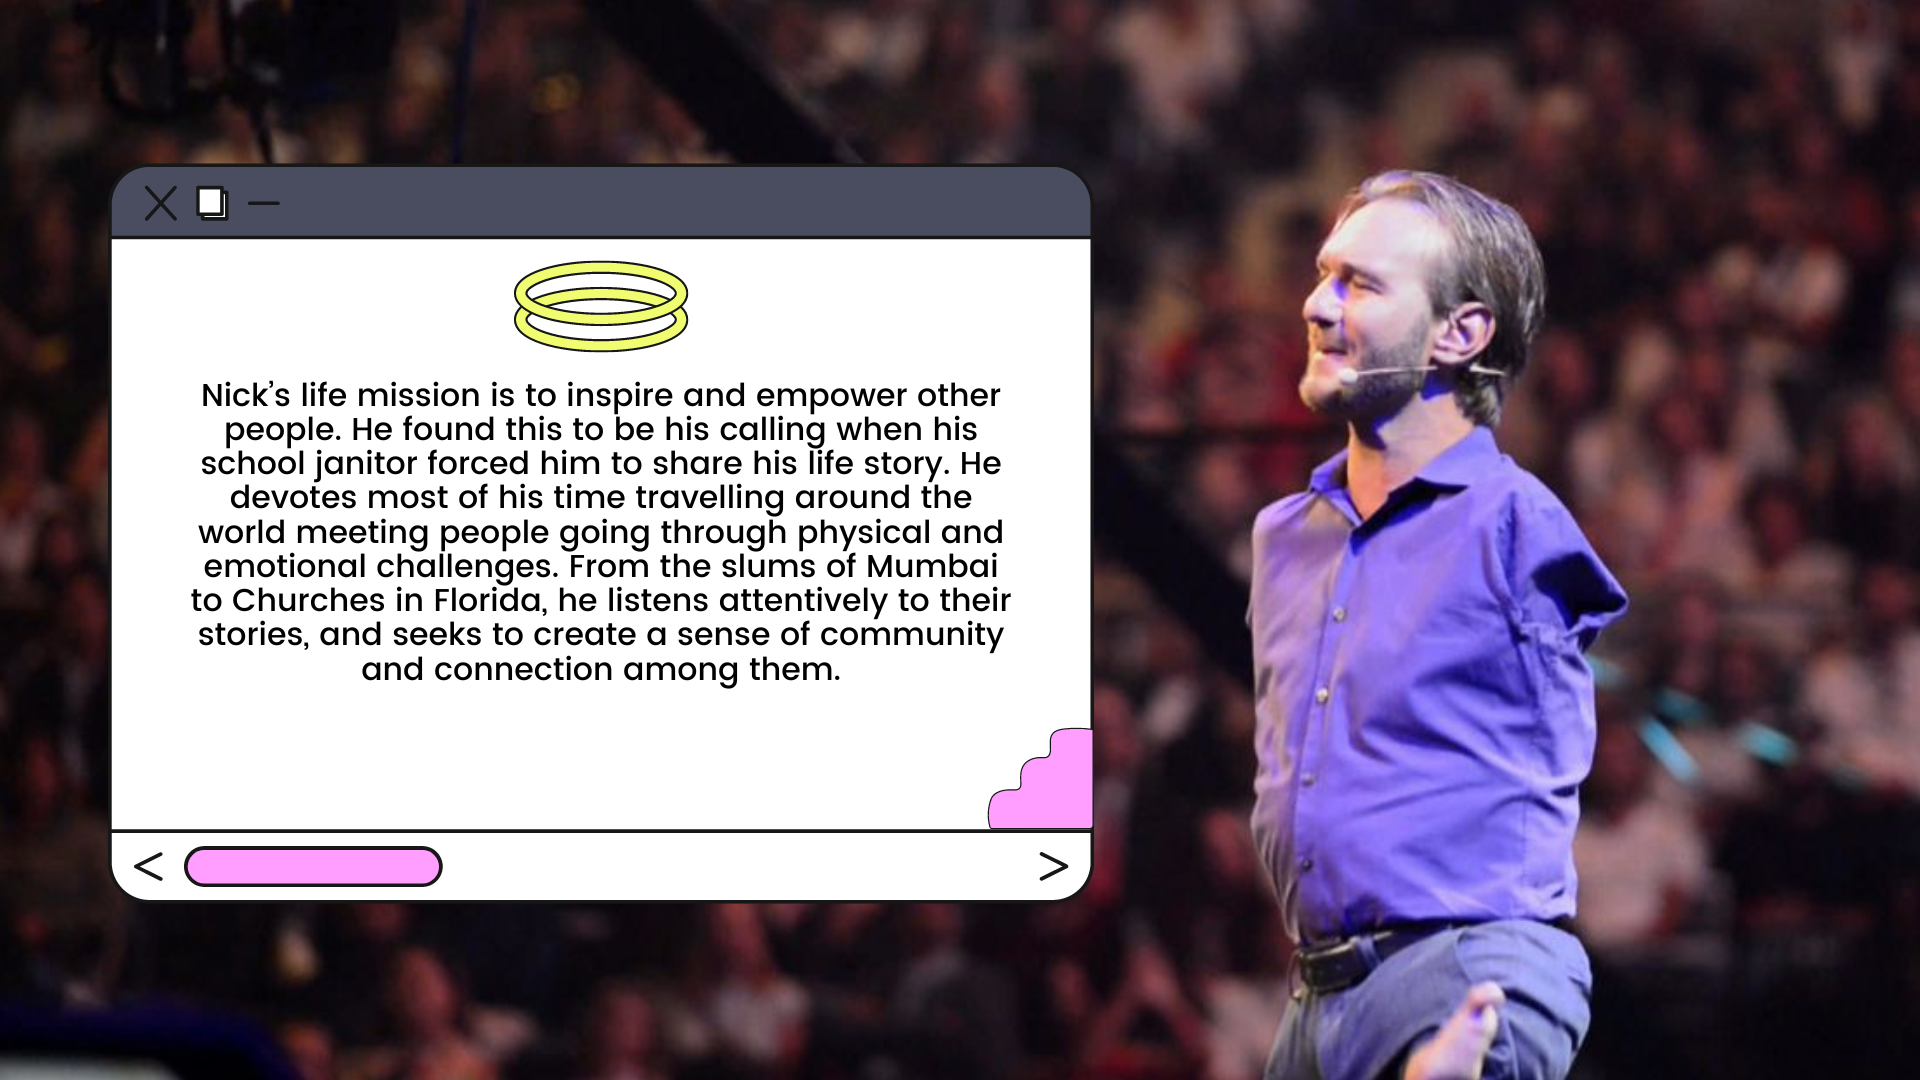 Nick's life mission is to inspire and empower other
people. He found this to be his calling when his
school janitor forced him to share his life story. He
devotes most of his time travelling around the
world meeting people going through physical and
emotional challenges. From the slums of Mumbai
to Churches in Florida, he listens attentively to their
stories, and seeks to create a sense of community
and connection among them.